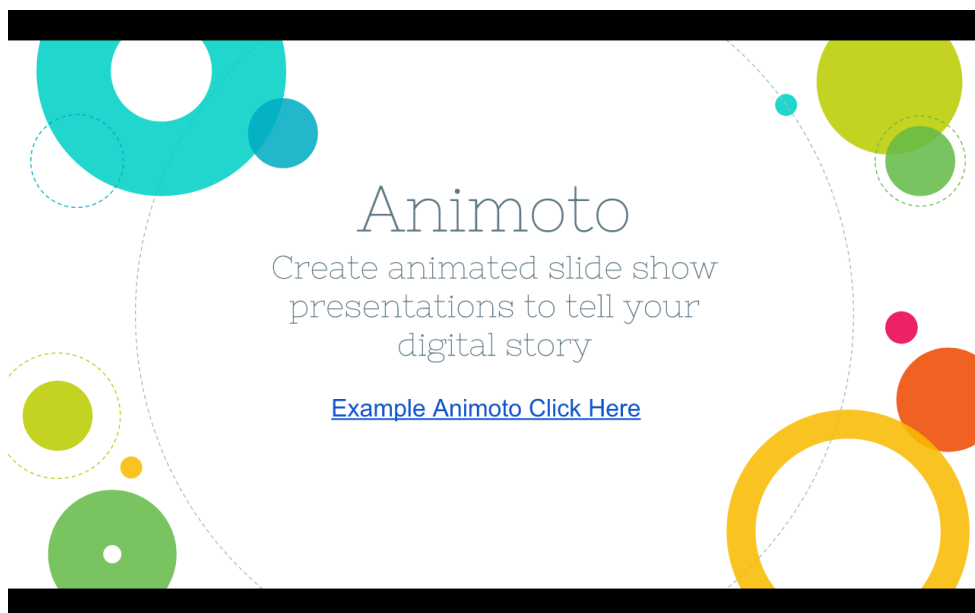 Animoto
Create animated slide show
presentations to tell your
digital story
Example Animoto Click Here